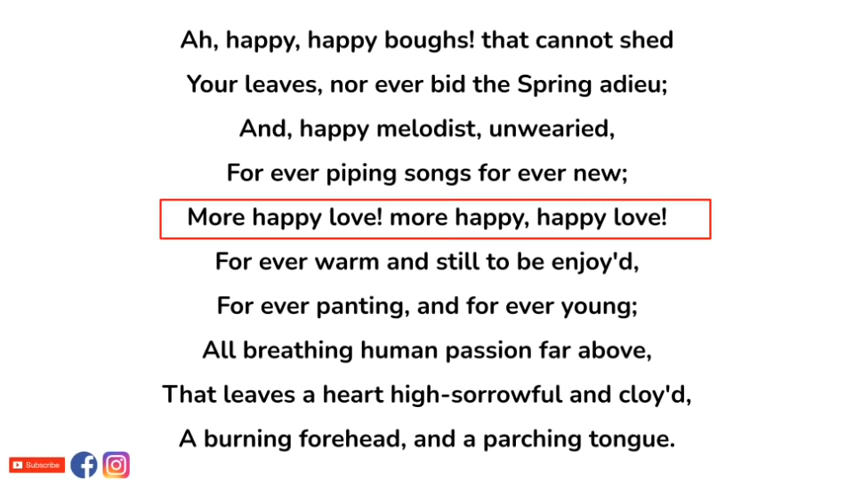 Ah, happy, happy boughs! that cannot shed
Your leaves, nor ever bid the Spring adieu;
And, happy melodist, unwearied,
For ever piping songs for ever new;
More happy love! more happy, happy love!
For ever warm and still to be enjoy'd,
For ever panting, and for ever young;
All breathing human passion far above,
That leaves a heart high-sorrowful and cloy'd,
A burning forehead, and a parching tongue.
Subscribe